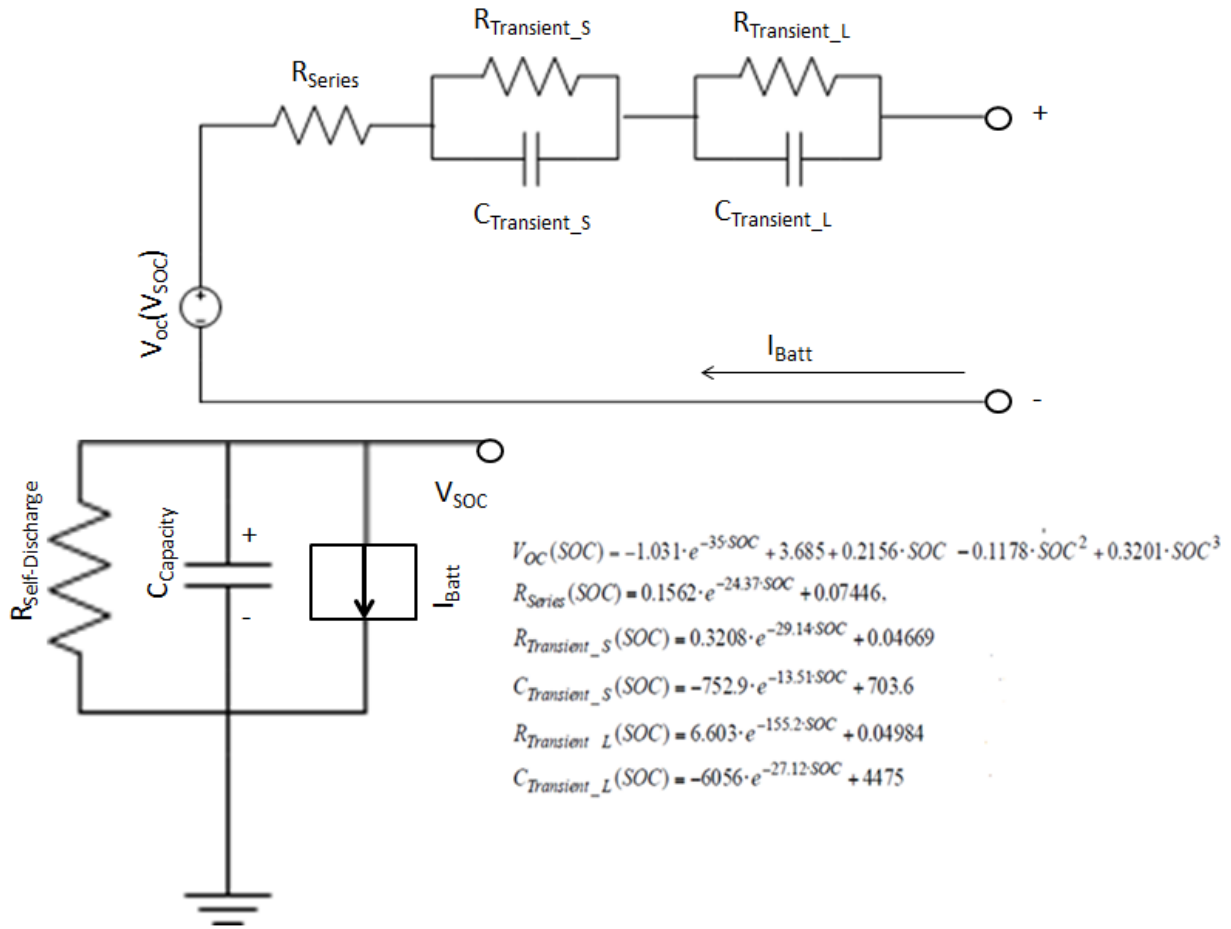 R_Transient_S
R_Transient_L
R_Series
+
C_Transient_S
C_Transient_L
V_oc(V_SOC)
+
-
I_Batt
-
R_Self-Discharge
C_Capacity
+
-
I_Batt
V_SOC
V_OC(SOC) = -1.031·e^{-35·SOC} + 3.685 + 0.2156·SOC - 0.1178·SOC^2 + 0.3201·SOC^3
R_Series(SOC) = 0.1562·e^{-24.37·SOC} + 0.07446,
R_Transient_S(SOC) = 0.3208·e^{-29.14·SOC} + 0.04669
C_Transient_S(SOC) = -752.9·e^{-13.51·SOC} + 703.6
R_Transient_L(SOC) = 6.603·e^{-155.2·SOC} + 0.04984
C_Transient_L(SOC) = -6056·e^{-27.12·SOC} + 4475